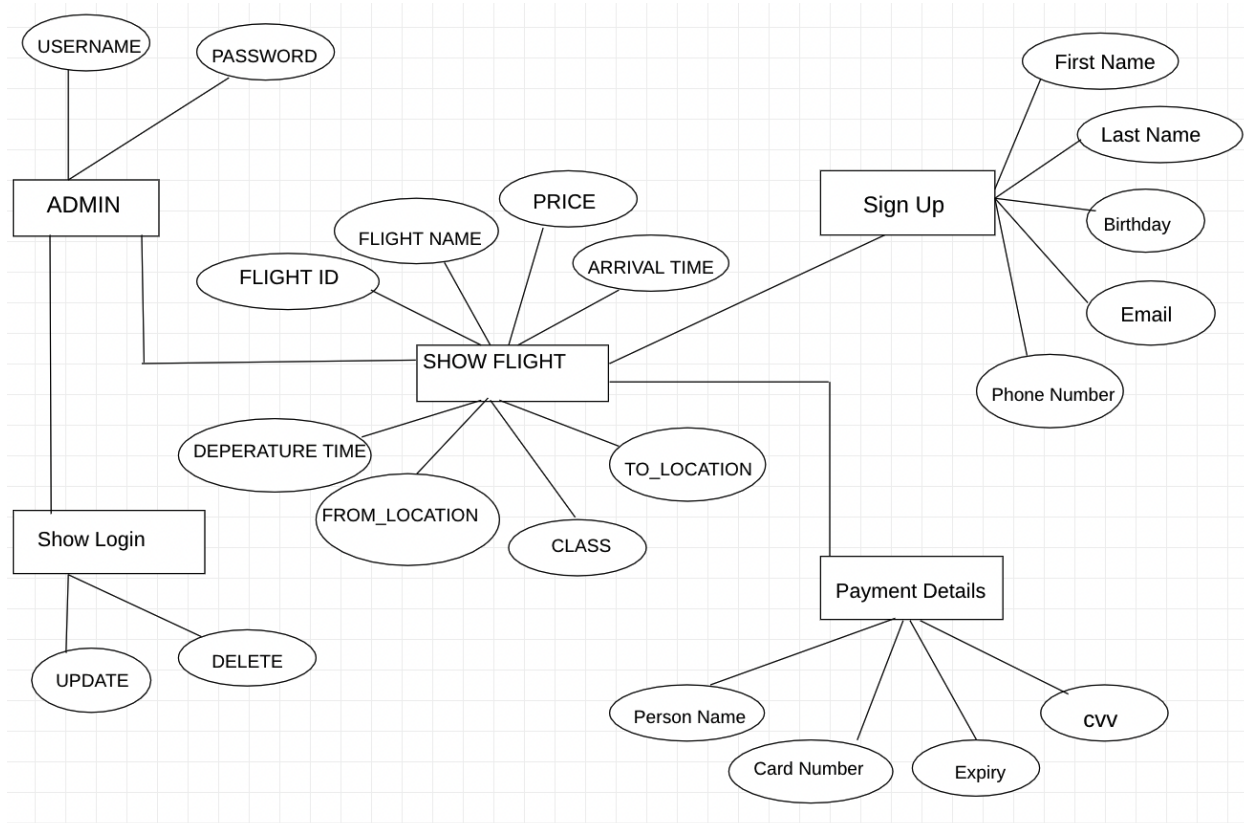 USERNAME
PASSWORD
First Name
Last Name
ADMIN
PRICE
Sign Up
Birthday
FLIGHT NAME
ARRIVAL TIME
FLIGHT ID
Email
SHOW FLIGHT
Phone Number
DEPERATURE TIME
TO_LOCATION
FROM_LOCATION
Show Login
CLASS
Payment Details
DELETE
UPDATE
Person Name
cvv
Card Number
Expiry